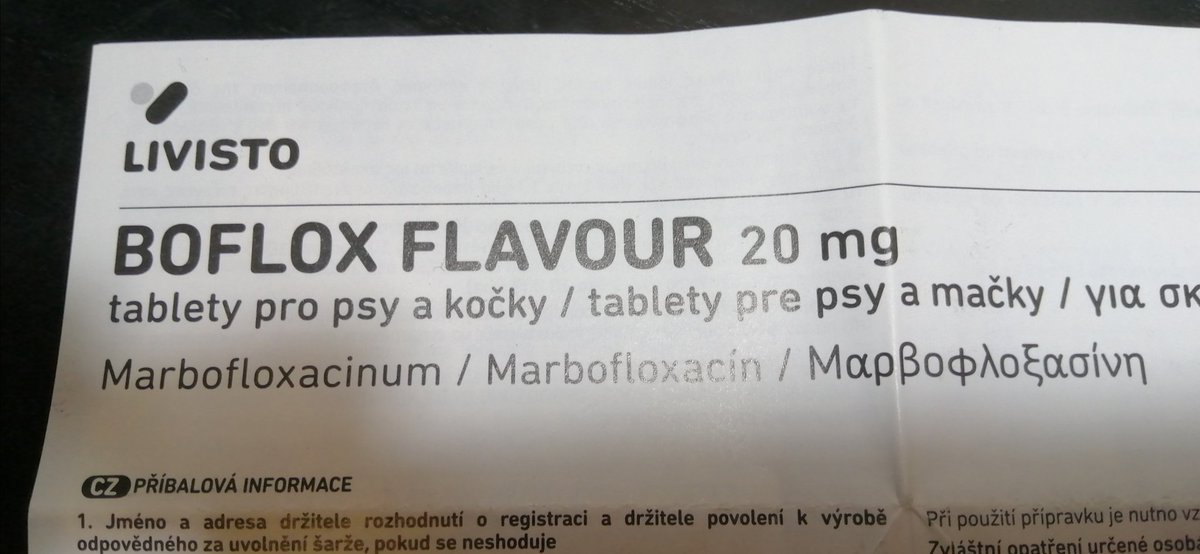 LIVISTO
BOFLOX FLAVOUR 20 mg
tablety pro psy a kočky / tablety pre psy a mačky / για σκ
Marbofloxacinum / Marbofloxacín / Μαρβοφλοξασίνη
CZ PŘÍBALOVÁ INFORMACE
1. Jméno a adresa držitele rozhodnutí o registraci a držitele povolení k výrobě
odpovědného za uvolnění šarže, pokud se neshoduje
Při použití přípravku je nutno vz
Zvláštní opatření určené osobá